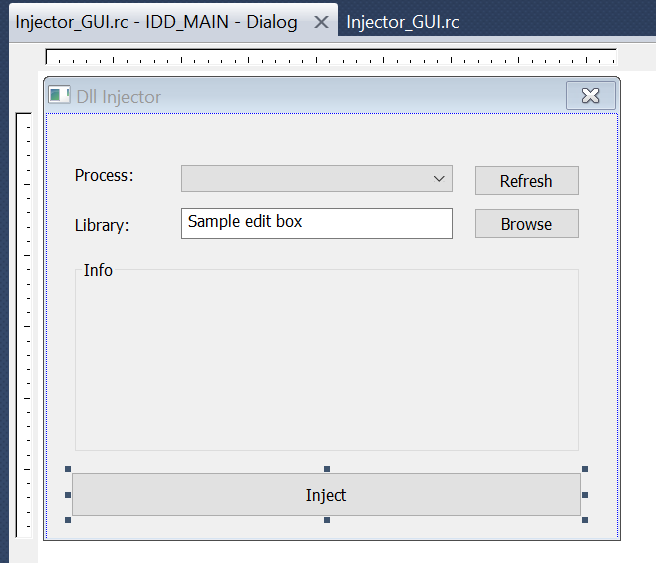 Injector_GUI.rc - IDD_MAIN - Dialog Injector_GUI.rc
Dll Injector
Process: Refresh
Library: Sample edit box Browse
Info
Inject